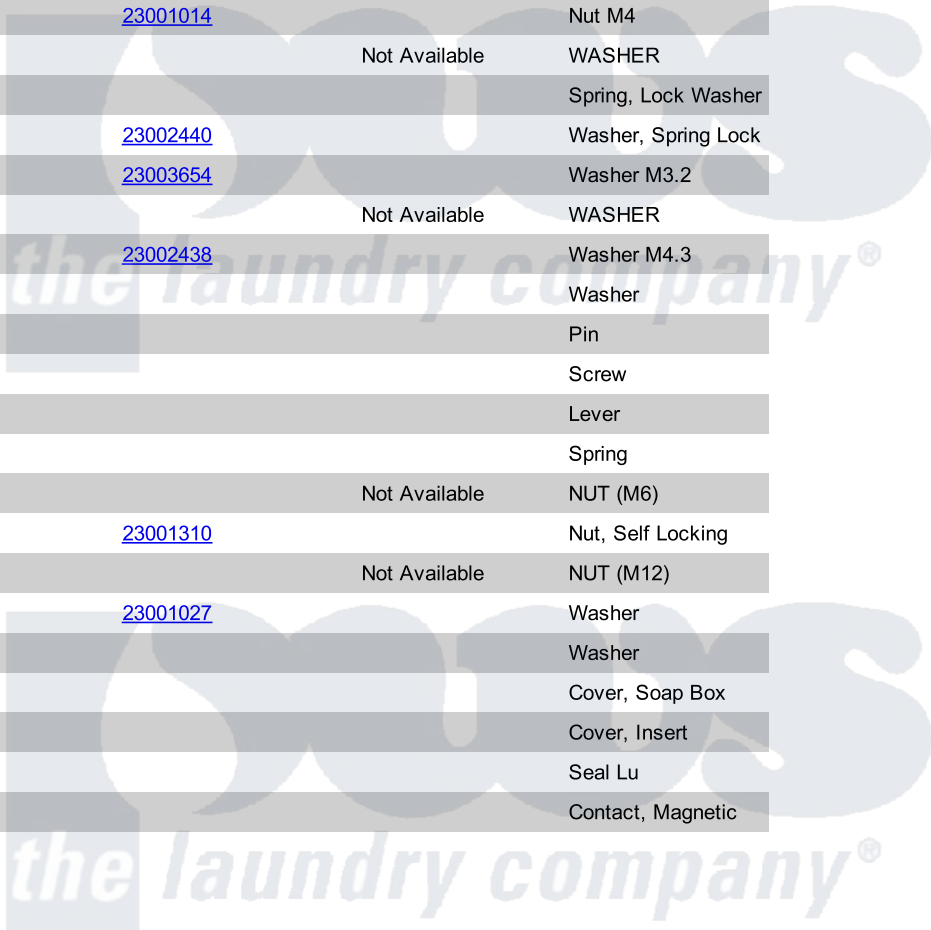 23001014 Nut M4
Not Available WASHER
Spring, Lock Washer
23002440 Washer, Spring Lock
23003654 Washer M3.2
Not Available WASHER
23002438 Washer M4.3
the laundry company®
Washer
Pin
Screw
Lever
Spring
Not Available NUT (M6)
23001310 Nut, Self Locking
Not Available NUT (M12)
23001027 Washer
Washer
Cover, Soap Box
Cover, Insert
Seal Lu
Contact, Magnetic
the laundry company®